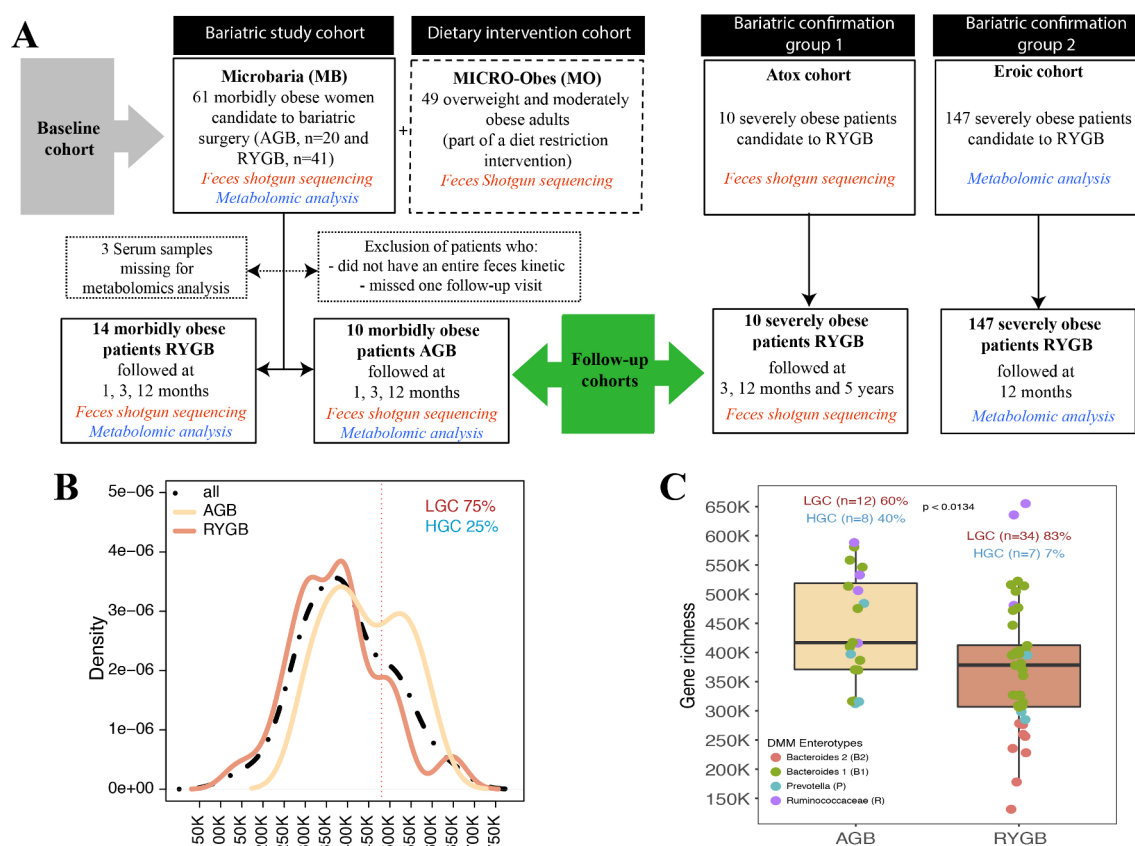 A
Baseline
cohort
Bariatric study cohort
Microbaria (MB)
61 morbidly obese women
candidate to bariatric
surgery (AGB, n=20 and
RYGB, n=41)
Feces shotgun sequencing
Metabolomic analysis
+
Dietary intervention cohort
MICRO-Obes (MO)
49 overweight and moderately
obese adults
(part of a diet restriction
intervention)
Feces Shotgun Sequencing
Bariatric confirmation
group 1
Atox cohort
10 severely obese patients
candidate to RYGB
Feces shotgun sequencing
Bariatric confirmation
group 2
Eroic cohort
147 severely obese patients
candidate to RYGB
Metabolomic analysis
3 Serum samples
missing for
metabolomics analysis
Exclusion of patients who:
- did not have an entire feces kinetic
- missed one follow-up visit
14 morbidly obese
patients RYGB
followed at
1, 3, 12 months
Feces shotgun sequencing
Metabolomic analysis
10 morbidly obese
patients AGB
followed at
1, 3, 12 months
Feces shotgun sequencing
Metabolomic analysis
Follow-up
cohorts
10 severely obese
patients RYGB
followed at
3, 12 months and 5 years
Feces shotgun sequencing
147 severely obese
patients RYGB
followed at
12 months
Metabolomic analysis
B
all
AGB
RYGB
LGC 75%
HGC 25%
Density
5e−06
4e−06
3e−06
2e−06
1e−06
0e+00
C
LGC (n=12) 60%
HGC (n=8) 40%
p < 0.0134
LGC (n=34) 83%
HGC (n=7) 7%
Gene richness
650K
600K
550K
500K
450K
400K
350K
300K
250K
200K
150K
DMM Enterotypes
Bacteroides 2 (B2)
Bacteroides 1 (B1)
Prevotella (P)
Ruminococcaceae (R)
AGB
RYGB